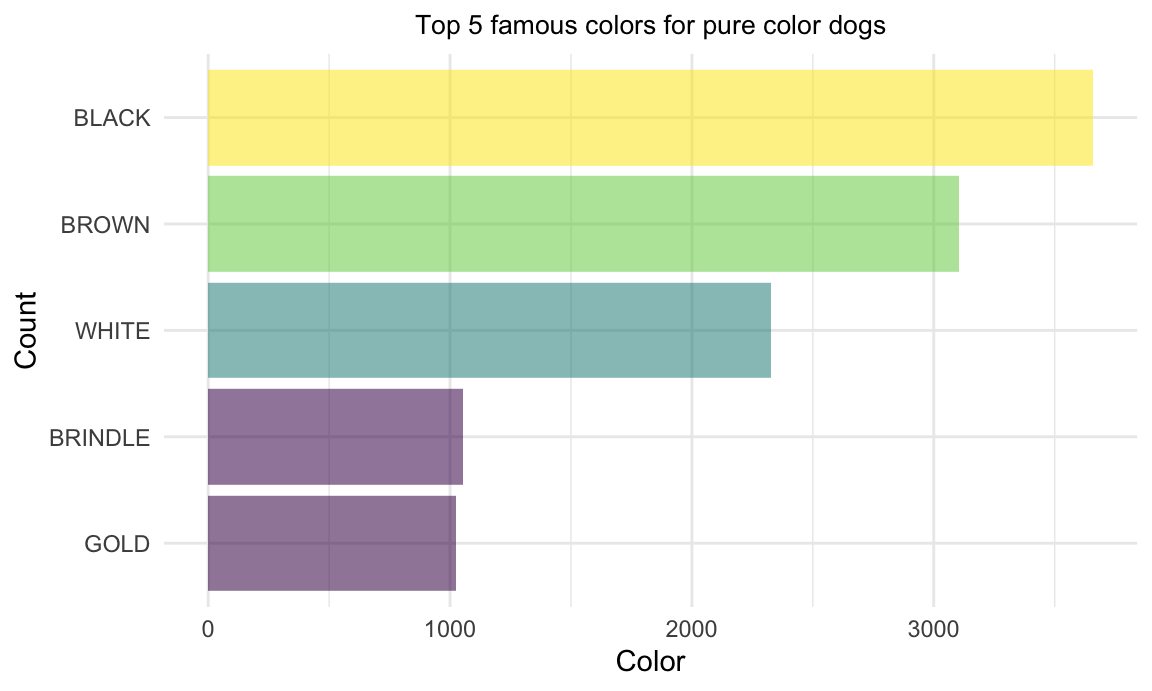 Top 5 famous colors for pure color dogs
Count
BLACK
BROWN
WHITE
BRINDLE
GOLD
0 1000 2000 3000
Color